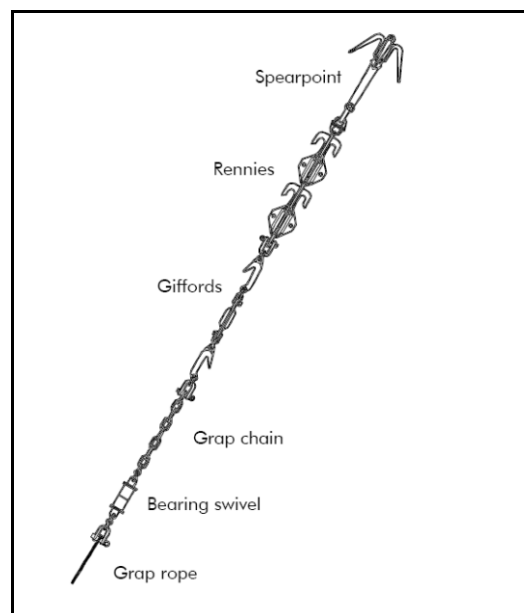 Spearpoint
Rennies
Giffords
Grap chain
Bearing swivel
Grap rope